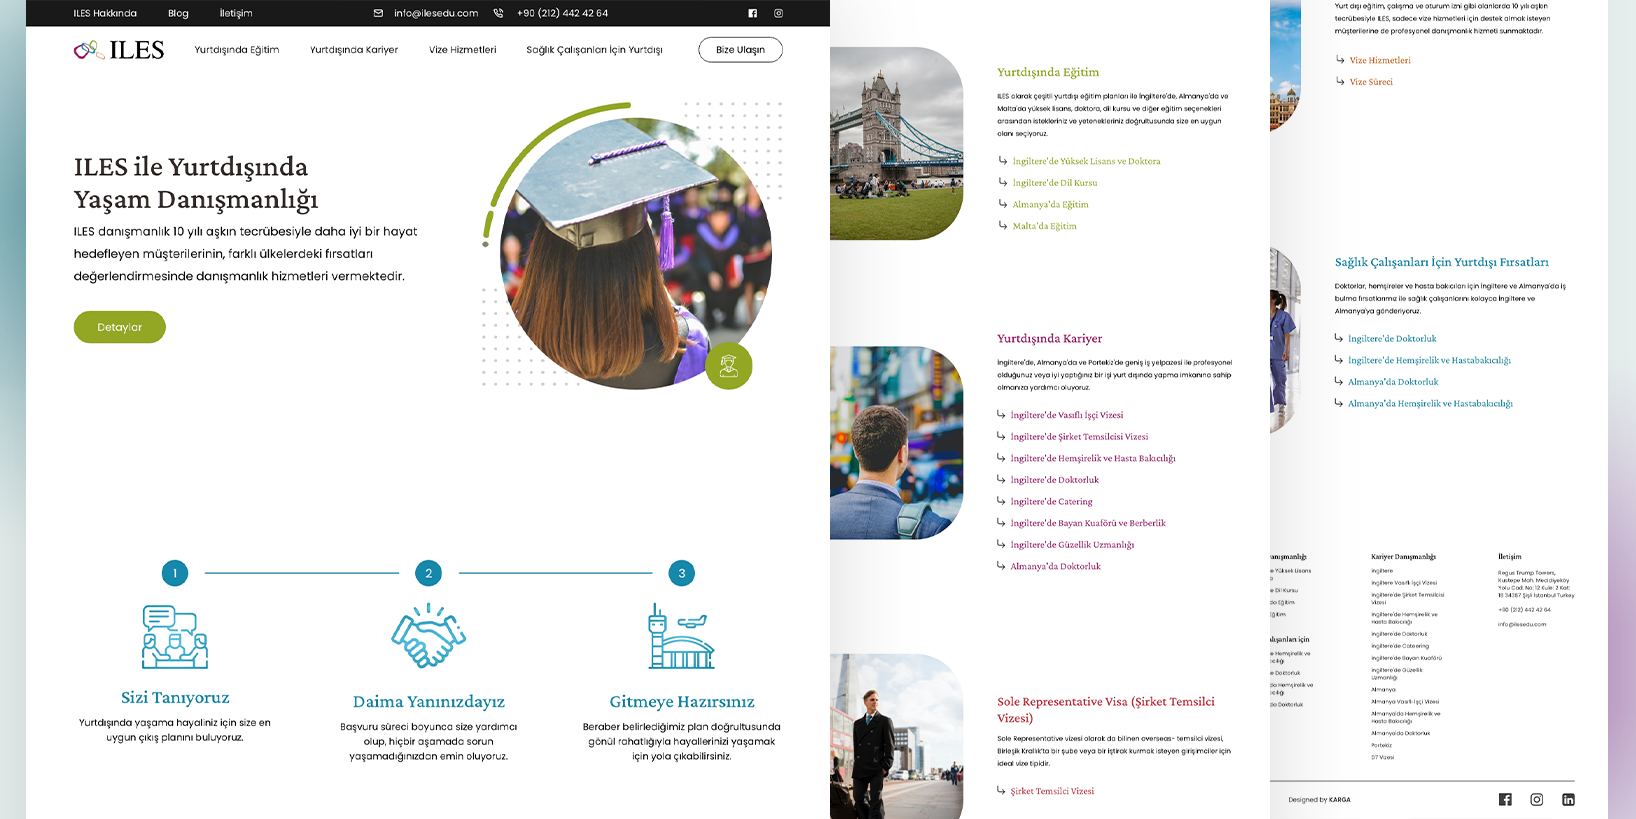 ILES Hakkında
Blog
İletişim
info@ilesedu.com
+90 (212) 442 42 64
ILES
Yurtdışında Eğitim
Yurtdışında Kariyer
Vize Hizmetleri
Sağlık Çalışanları İçin Yurtdışı
Bize Ulaşın
ILES ile Yurtdışında
Yaşam Danışmanlığı
ILES danışmanlık 10 yılı aşkın tecrübesiyle daha iyi bir hayat
hedefleyen müşterilerinin, farklı ülkelerdeki fırsatları
değerlendirmesinde danışmanlık hizmetleri vermektedir.
Detaylar
1
2
3
Sizi Tanıyoruz
Yurtdışında yaşama hayaliniz için size en
uygun çıkış planını buluyoruz.
Daima Yanınızdayız
Başvuru süreci boyunca size yardımcı
olup, hiçbir aşamada sorun
yaşamadığınızdan emin oluyoruz.
Gitmeye Hazırsınız
Beraber belirlediğimiz plan doğrultusunda
gönül rahatlığıyla hayallerinizi yaşamak
için yola çıkabilirsiniz.
Yurtdışında Eğitim
ILES olarak çeşitli yurtdışı eğitim planları ile İngiltere'de, Almanya'da ve
Malta'da yüksek lisans, doktora, dil kursu ve diğer eğitim seçenekleri
arasından istekleriniz ve yetenekleriniz doğrultusunda size en uygun
olanı seçiyoruz.
İngiltere'de Yüksek Lisans ve Doktora
İngiltere'de Dil Kursu
Almanya'da Eğitim
Malta'da Eğitim
Yurtdışında Kariyer
İngiltere'de, Almanya'da ve Portekiz'de geniş iş yelpazesi ile profesyonel
olduğunuz veya iyi yaptığınız bir işi yurt dışında yapma imkanına sahip
olmanıza yardımcı oluyoruz.
İngiltere'de Vasıflı İşçi Vizesi
İngiltere'de Şirket Temsilcisi Vizesi
İngiltere'de Hemşirelik ve Hasta Bakıcılığı
İngiltere'de Doktorluk
İngiltere'de Catering
İngiltere'de Bayan Kuaförü ve Berberlik
İngiltere'de Güzellik Uzmanlığı
Almanya'da Doktorluk
Sole Representative Visa (Şirket Temsilci
Vizesi)
Sole Representative vizesi olarak da bilinen overseas- temsilci vizesi,
Birleşik Krallık'ta bir şube veya bir iştirak kurmak isteyen girişimciler için
ideal vize tipidir.
Şirket Temsilci Vizesi
Yurt dışı eğitim, çalışma ve oturum izni gibi alanlarda 10 yılı aşkın
tecrübesiyle ILES, sadece vize hizmetleri için destek almak isteyen
müşterilerine de profesyonel danışmanlık hizmeti sunmaktadır.
Vize Hizmetleri
Vize Süreci
Sağlık Çalışanları İçin Yurtdışı Fırsatları
Doktorlar, hemşireler ve hasta bakıcıları için İngiltere ve Almanya'da iş
bulma fırsatlarımız ile sağlık çalışanlarını kolayca İngiltere ve
Almanya'ya gönderiyoruz.
İngiltere'de Doktorluk
İngiltere'de Hemşirelik ve Hastabakıcılığı
Almanya'da Doktorluk
Almanya'da Hemşirelik ve Hastabakıcılığı
Yüksek Lisans
Dil Kursu
Eğitim
için
Hemşirelik ve
Doktorluk
Hemşirelik ve
Doktorluk
Kariyer Danışmanlığı
İngiltere
İngiltere Vasıflı İşçi Vizesi
İngiltere'de Şirket Temsilcisi
Vizesi
İngiltere'de Hemşirelik ve
Hasta Bakıcılığı
İngiltere'de Doktorluk
İngiltere'de Catering
İngiltere'de Bayan Kuaförü
İngiltere'de Güzellik
Uzmanlığı
Almanya
Almanya Vasıflı İşçi Vizesi
Almanya'da Hemşirelik ve
Hasta Bakıcılığı
Almanya'da Doktorluk
Portekiz
D7 Vizesi
İletişim
Regus Trump Towers,
Kustepe Mah. Mecidiyeköy
Yolu Cad. No: 12 Kule: 2 Kat:
18 34387 Şişli İstanbul Turkey
+90 (212) 442 42 64
info@ilesedu.com
Designed by KARGA